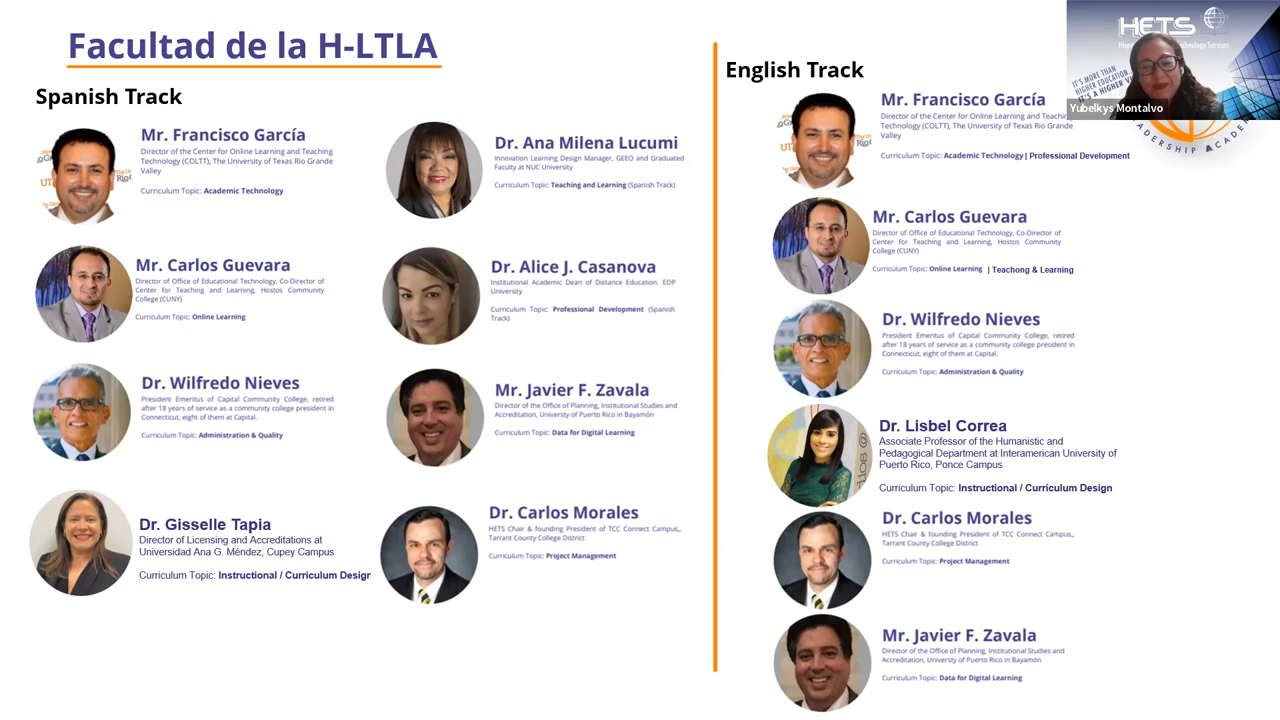 Facultad de la H-LTLA
Spanish Track
Mr. Francisco García
Director of the Center for Online Learning and Teaching
Technology (COLTT), The University of Texas Rio Grande
Valley
Curriculum Topic: Academic Technology
Mr. Carlos Guevara
Director of Office of Educational Technology, Co-Director of
Center for Teaching and Learning, Hostos Community
College (CUNY)
Curriculum Topic: Online Learning
Dr. Wilfredo Nieves
President Emeritus of Capital Community College, retired
after 18 years of service as a community college president in
Connecticut, eight of them at Capital.
Curriculum Topic: Administration & Quality
Dr. Gisselle Tapia
Director of Licensing and Accreditations at
Universidad Ana G. Méndez, Cupey Campus
Curriculum Topic: Instructional / Curriculum Design
Dr. Ana Milena Lucumi
Innovation Learning Design Manager, GEEO and Graduated
Faculty at NUC University
Curriculum Topic: Teaching and Learning (Spanish Track)
Dr. Alice J. Casanova
Institutional Academic Dean of Distance Education. EDP
University
Curriculum Topic: Professional Development (Spanish
Track)
Mr. Javier F. Zavala
Director of the Office of Planning, Institutional Studies and
Accreditation, Universty of Puerto Rico in Bayamón
Curriculum Topic: Data for Digital Learning
Dr. Carlos Morales
HETS Chair & founding President of TCC Connect Campus,,
Tarrant County College District
Curriculum Topic: Project Management
English Track
Mr. Francisco García
Director of the Center for Online Learning and Teaching
Technology (COLTT), The University of Texas Rio Grande
Valley
Curriculum Topic: Academic Technology | Professional Development
Mr. Carlos Guevara
Director of Office of Educational Technology, Co-Director of
Center for Teaching and Learning, Hostos Community
College (CUNY)
Curriculum Topic: Online Learning | Teachong & Learning
Dr. Wilfredo Nieves
President Emeritus of Capital Community College, retired
after 18 years of service as a community college president in
Connecticut, eight of them at Capital.
Curriculum Topic: Administration & Quality
Dr. Lisbel Correa
Associate Professor of the Humanistic and
Pedagogical Department at Interamerican University of
Puerto Rico, Ponce Campus
Curriculum Topic: Instructional / Curriculum Design
Dr. Carlos Morales
HETS Chair & founding President of TCC Connect Campus,,
Tarrant County College District
Curriculum Topic: Project Management
Mr. Javier F. Zavala
Director of the Office of Planning, Institutional Studies and
Accreditation, Universty of Puerto Rico in Bayamón
Curriculum Topic: Data for Digital Learning
HETS
Services
IT'S MORE THAN
HIGHER EDUCATION...
IT'S A HIGHER
Yubelkys Montalvo